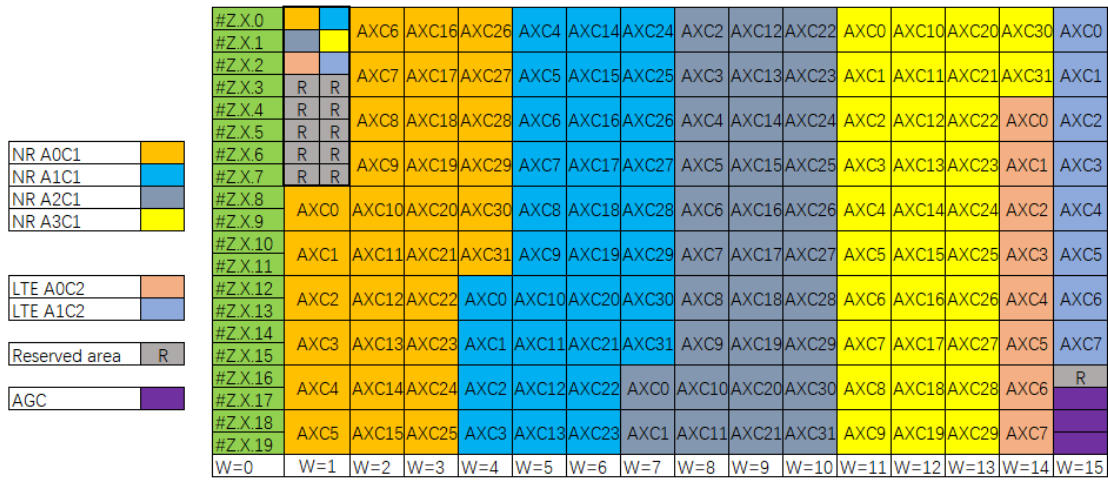 #Z.X.0
#Z.X.1 AXC6 AXC16 AXC26 AXC4 AXC14 AXC24 AXC2 AXC12 AXC22 AXC0 AXC10 AXC20 AXC30 AXC0
#Z.X.2
#Z.X.3 R R AXC7 AXC17 AXC27 AXC5 AXC15 AXC25 AXC3 AXC13 AXC23 AXC1 AXC11 AXC21 AXC31 AXC1
#Z.X.4 R R
#Z.X.5 R R AXC8 AXC18 AXC28 AXC6 AXC16 AXC26 AXC4 AXC14 AXC24 AXC2 AXC12 AXC22 AXC0 AXC2
NR A0C1 #Z.X.6 R R
NR A1C1 #Z.X.7 R R AXC9 AXC19 AXC29 AXC7 AXC17 AXC27 AXC5 AXC15 AXC25 AXC3 AXC13 AXC23 AXC1 AXC3
NR A2C1 #Z.X.8
NR A3C1 #Z.X.9 AXC0 AXC10 AXC20 AXC30 AXC8 AXC18 AXC28 AXC6 AXC16 AXC26 AXC4 AXC14 AXC24 AXC2 AXC4
#Z.X.10
#Z.X.11 AXC1 AXC11 AXC21 AXC31 AXC9 AXC19 AXC29 AXC7 AXC17 AXC27 AXC5 AXC15 AXC25 AXC3 AXC5
LTE A0C2 #Z.X.12
LTE A1C2 #Z.X.13 AXC2 AXC12 AXC22 AXC0 AXC10 AXC20 AXC30 AXC8 AXC18 AXC28 AXC6 AXC16 AXC26 AXC4 AXC6
#Z.X.14
Reserved area R #Z.X.15 AXC3 AXC13 AXC23 AXC1 AXC11 AXC21 AXC31 AXC9 AXC19 AXC29 AXC7 AXC17 AXC27 AXC5 AXC7
#Z.X.16 R
AGC #Z.X.17 AXC4 AXC14 AXC24 AXC2 AXC12 AXC22 AXC0 AXC10 AXC20 AXC30 AXC8 AXC18 AXC28 AXC6
#Z.X.18
#Z.X.19 AXC5 AXC15 AXC25 AXC3 AXC13 AXC23 AXC1 AXC11 AXC21 AXC31 AXC9 AXC19 AXC29 AXC7
W=0 W=1 W=2 W=3 W=4 W=5 W=6 W=7 W=8 W=9 W=10 W=11 W=12 W=13 W=14 W=15